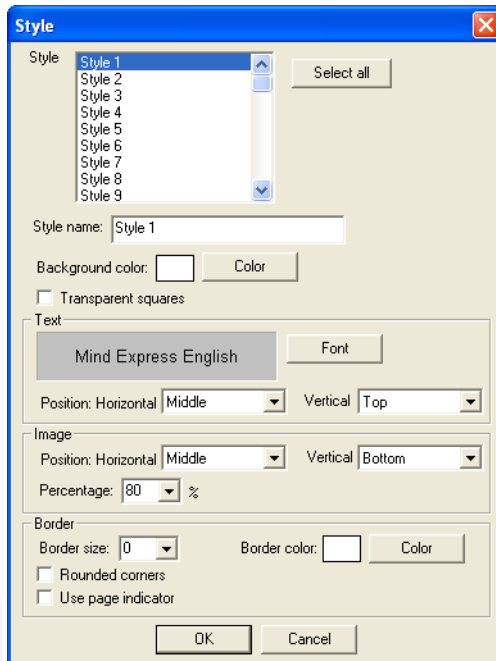 Style
Style
Style 1
Select all
Style 2
Style 3
Style 4
Style 5
Style 6
Style 7
Style 8
Style 9
Style name: Style 1
Background color: Color
Transparent squares
Text
Mind Express English Font
Position: Horizontal Middle Vertical Top
Image
Position: Horizontal Middle Vertical Bottom
Percentage: 80 %
Border
Border size: 0 Border color: Color
Rounded corners
Use page indicator
OK Cancel